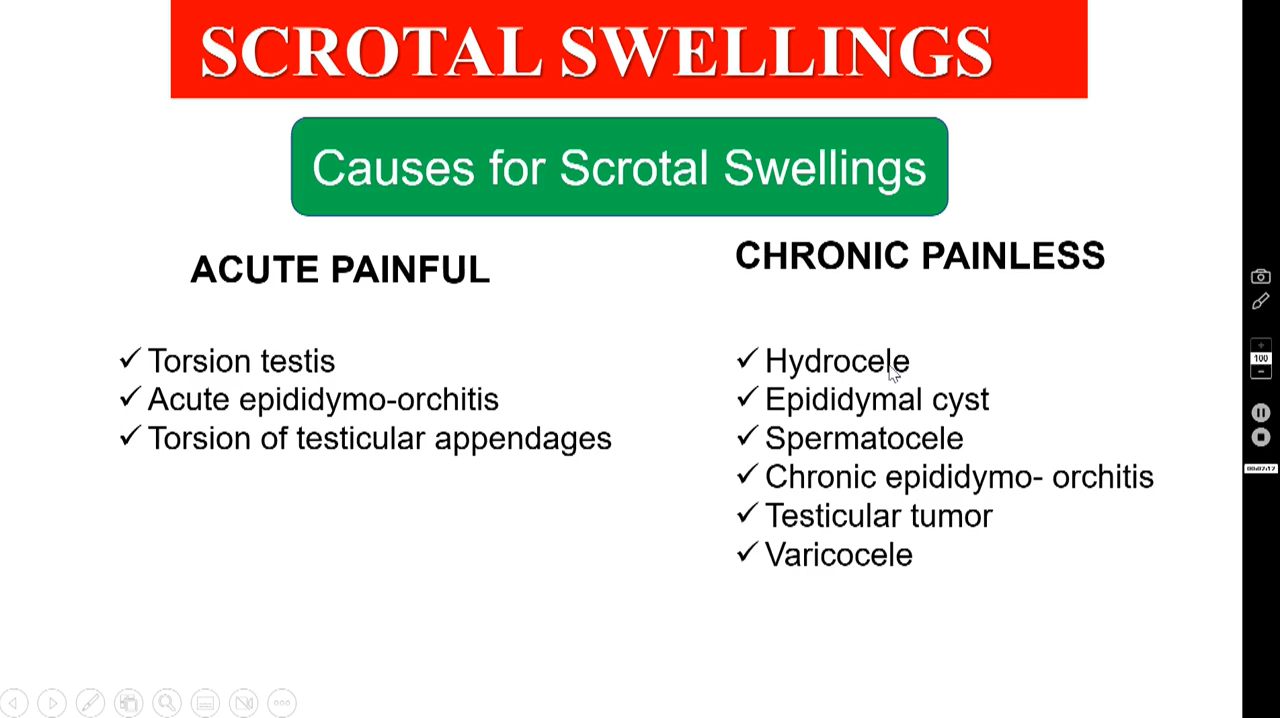 SCROTAL SWELLINGS
Causes for Scrotal Swellings
ACUTE PAINFUL
✓ Torsion testis
✓ Acute epididymo-orchitis
✓ Torsion of testicular appendages
CHRONIC PAINLESS
✓ Hydrocele
✓ Epididymal cyst
✓ Spermatocele
✓ Chronic epididymo- orchitis
✓ Testicular tumor
✓ Varicocele
100